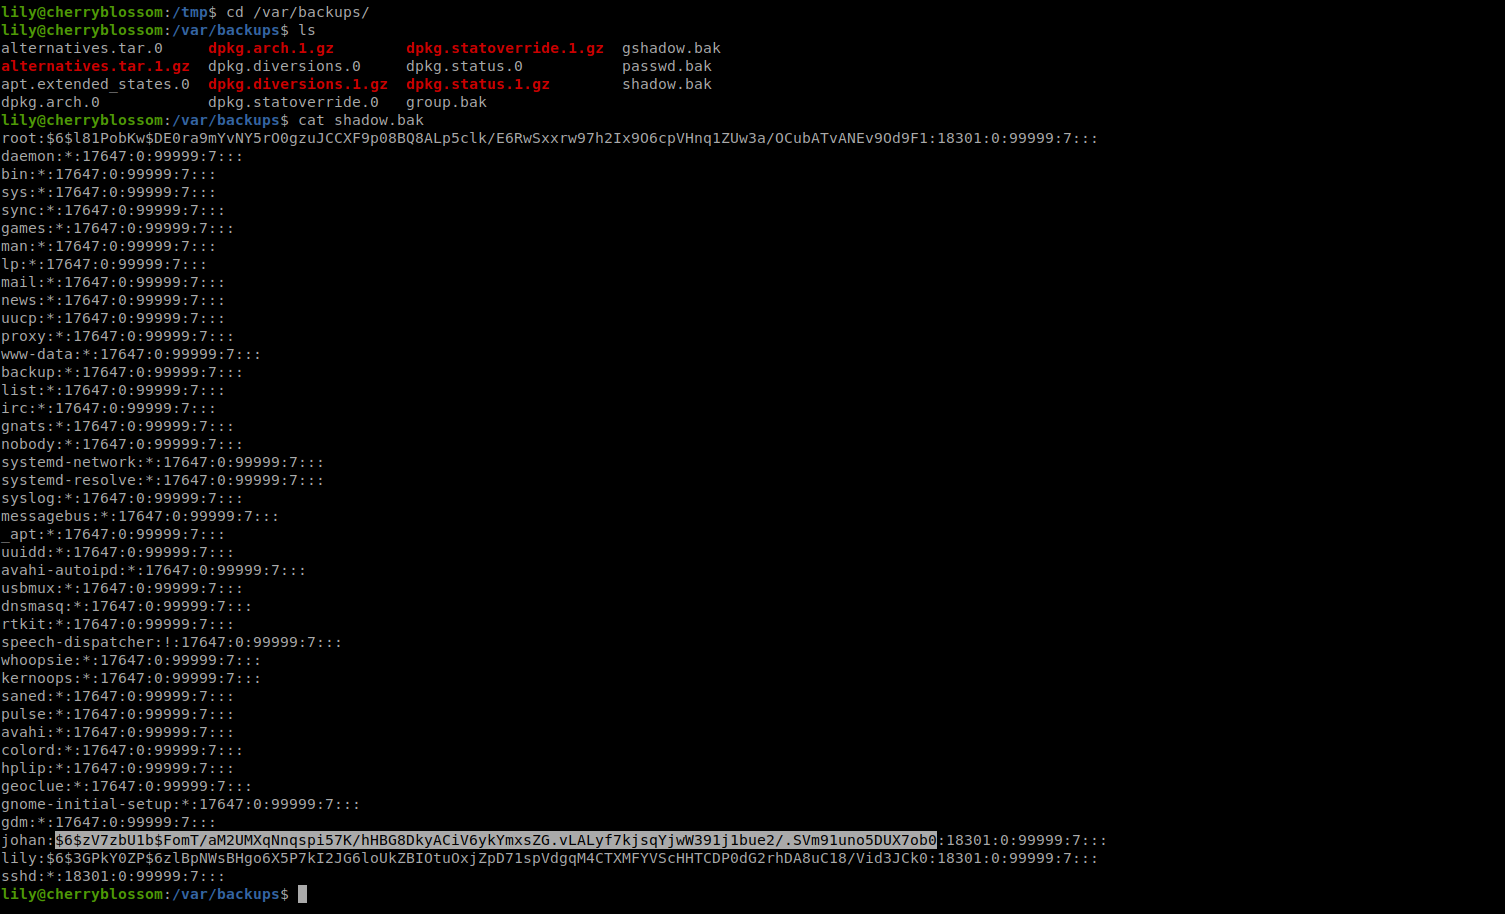 lily@cherryblossom:/tmp$ cd /var/backups/
lily@cherryblossom:/var/backups$ ls
alternatives.tar.0    dpkg.arch.1.gz        dpkg.statoverride.1.gz  gshadow.bak
alternatives.tar.1.gz  dpkg.diversions.0     dpkg.status.0           passwd.bak
apt.extended_states.0  dpkg.diversions.1.gz  dpkg.status.1.gz        shadow.bak
dpkg.arch.0            dpkg.statoverride.0   group.bak
lily@cherryblossom:/var/backups$ cat shadow.bak
root:$6$l81PobKw$DE0ra9mYvNY5rO0gzuJCCXF9p08BQ8ALp5clk/E6RwSxxrw97h2Ix9O6cpVHnq1ZUw3a/OCubATvANEv9Od9F1:18301:0:99999:7:::
daemon:*:17647:0:99999:7:::
bin:*:17647:0:99999:7:::
sys:*:17647:0:99999:7:::
sync:*:17647:0:99999:7:::
games:*:17647:0:99999:7:::
man:*:17647:0:99999:7:::
lp:*:17647:0:99999:7:::
mail:*:17647:0:99999:7:::
news:*:17647:0:99999:7:::
uucp:*:17647:0:99999:7:::
proxy:*:17647:0:99999:7:::
www-data:*:17647:0:99999:7:::
backup:*:17647:0:99999:7:::
list:*:17647:0:99999:7:::
irc:*:17647:0:99999:7:::
gnats:*:17647:0:99999:7:::
nobody:*:17647:0:99999:7:::
systemd-network:*:17647:0:99999:7:::
systemd-resolve:*:17647:0:99999:7:::
syslog:*:17647:0:99999:7:::
messagebus:*:17647:0:99999:7:::
_apt:*:17647:0:99999:7:::
uuidd:*:17647:0:99999:7:::
avahi-autoipd:*:17647:0:99999:7:::
usbmux:*:17647:0:99999:7:::
dnsmasq:*:17647:0:99999:7:::
rtkit:*:17647:0:99999:7:::
speech-dispatcher:!:17647:0:99999:7:::
whoopsie:*:17647:0:99999:7:::
kernoops:*:17647:0:99999:7:::
saned:*:17647:0:99999:7:::
pulse:*:17647:0:99999:7:::
avahi:*:17647:0:99999:7:::
colord:*:17647:0:99999:7:::
hplip:*:17647:0:99999:7:::
geoclue:*:17647:0:99999:7:::
gnome-initial-setup:*:17647:0:99999:7:::
gdm:*:17647:0:99999:7:::
johan:$6$zV7zbU1b$FomT/aM2UMXqNnqspi57K/hHBG8DkyACiV6ykYmxsZG.vLALyf7kjsqYjwW391j1bue2/.SVm91uno5DUX7ob0:18301:0:99999:7:::
lily:$6$3GPkY0ZP$6zlBpNWsBHgo6X5P7kI2JG6loUkZBIOtuOxjZpD71spVdgqM4CTXMFYVScHHTCDP0dG2rhDA8uC18/Vid3JCk0:18301:0:99999:7:::
sshd:*:18301:0:99999:7:::
lily@cherryblossom:/var/backups$